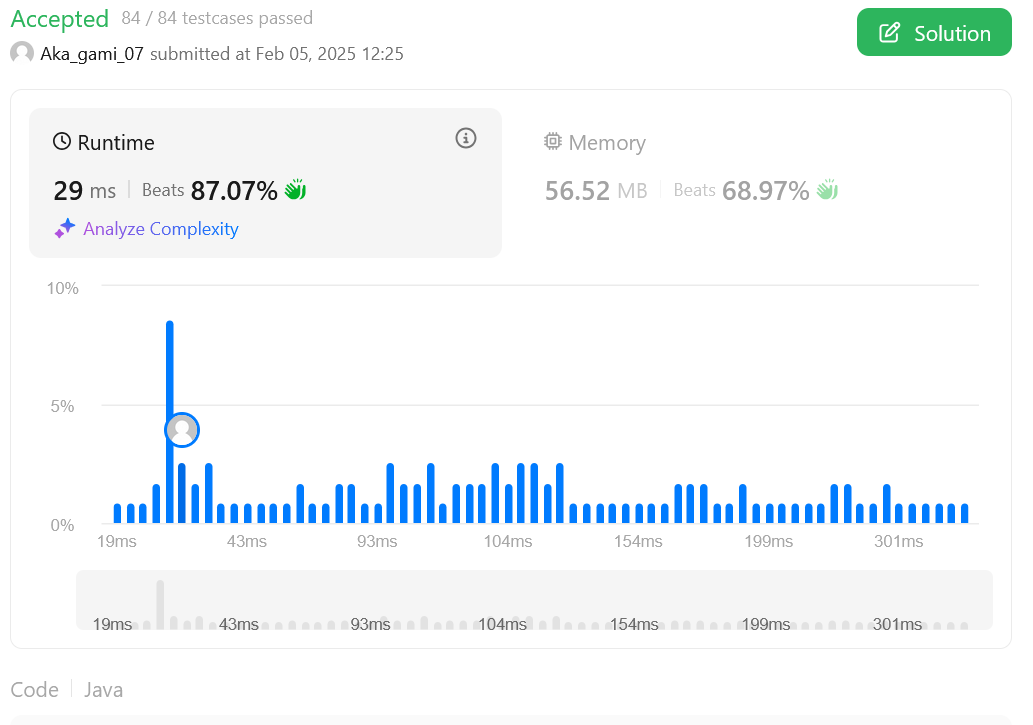 Accepted 84 / 84 testcases passed
Solution
Aka_gami_07 submitted at Feb 05, 2025 12:25
Runtime
29 ms | Beats 87.07%
Analyze Complexity
Memory
56.52 MB | Beats 68.97%
10%
5%
0%
19ms 43ms 93ms 104ms 154ms 199ms 301ms
19ms 43ms 93ms 104ms 154ms 199ms 301ms
Code | Java